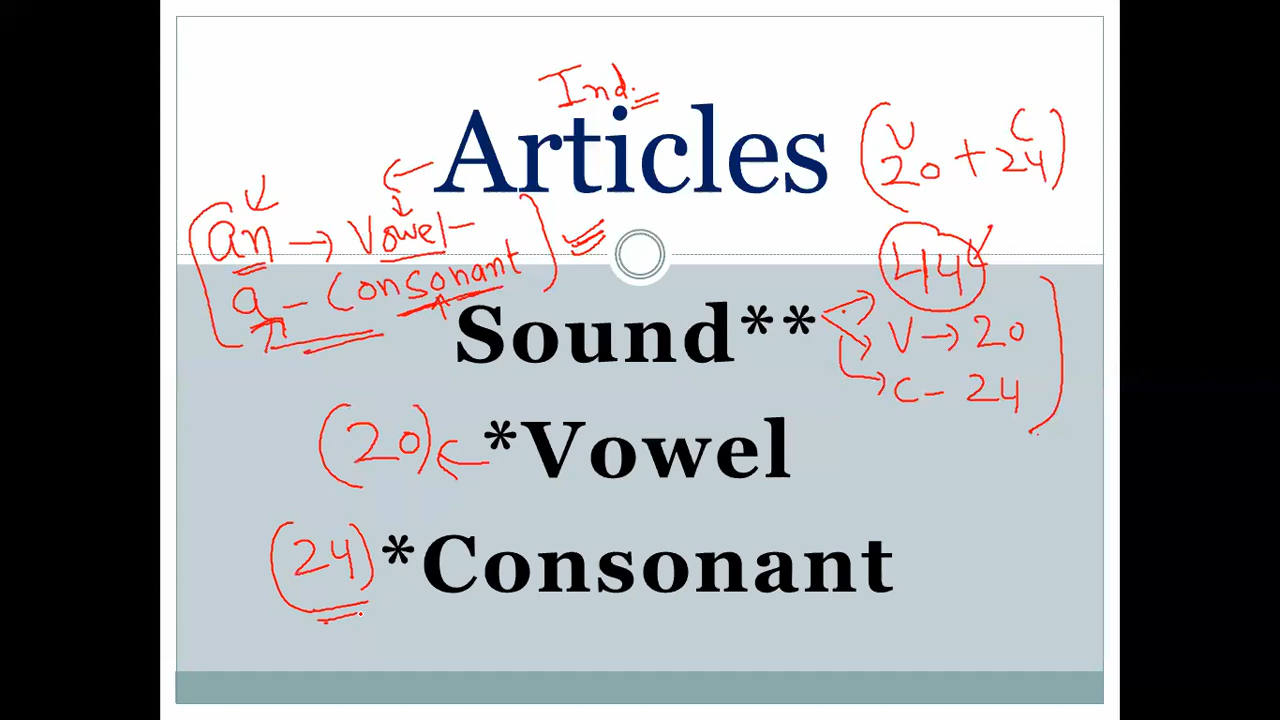 Ind.
Articles
V C
(20 + 24)
an → Vowel –
a – Consonant
44
Sound**
V → 20
C – 24
(20) ← *Vowel
(24) *Consonant